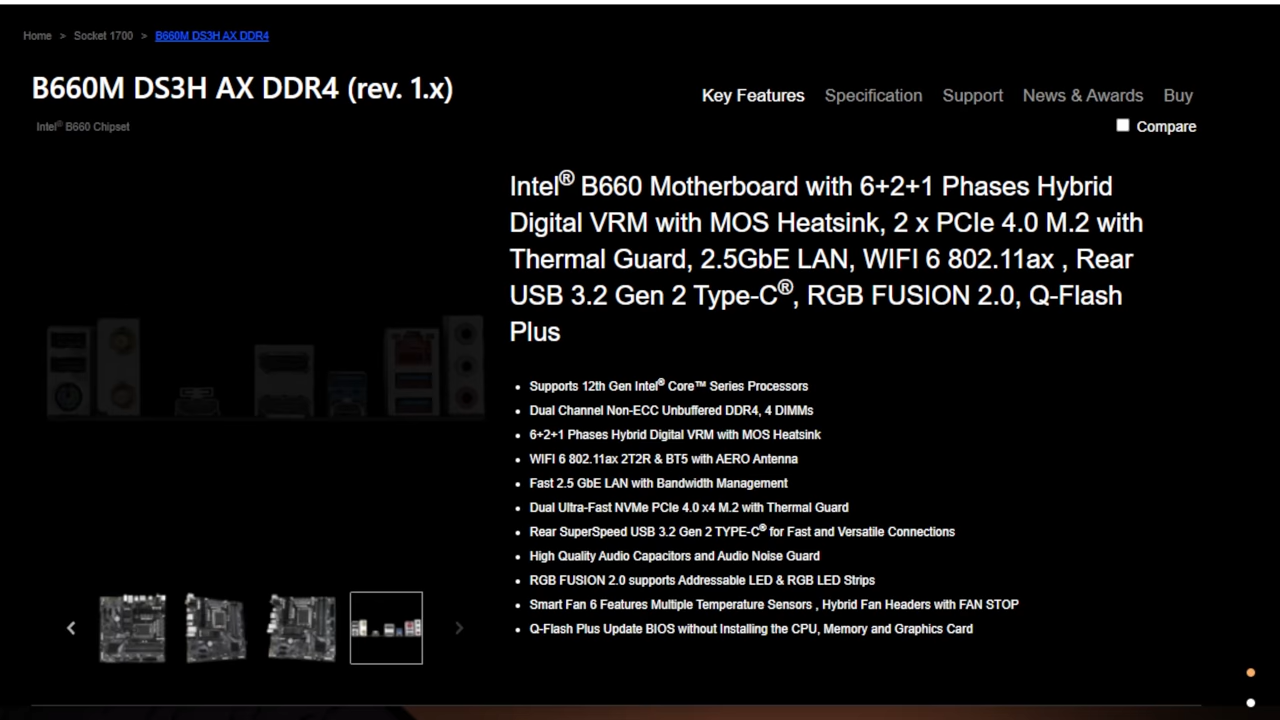 Home > Socket 1700 > B660M DS3H AX DDR4
B660M DS3H AX DDR4 (rev. 1.x)
Intel® B660 Chipset
Key Features Specification Support News & Awards Buy
Compare
Intel® B660 Motherboard with 6+2+1 Phases Hybrid
Digital VRM with MOS Heatsink, 2 x PCIe 4.0 M.2 with
Thermal Guard, 2.5GbE LAN, WIFI 6 802.11ax , Rear
USB 3.2 Gen 2 Type-C®, RGB FUSION 2.0, Q-Flash
Plus
• Supports 12th Gen Intel® Core™ Series Processors
• Dual Channel Non-ECC Unbuffered DDR4, 4 DIMMs
• 6+2+1 Phases Hybrid Digital VRM with MOS Heatsink
• WIFI 6 802.11ax 2T2R & BT5 with AERO Antenna
• Fast 2.5 GbE LAN with Bandwidth Management
• Dual Ultra-Fast NVMe PCIe 4.0 x4 M.2 with Thermal Guard
• Rear SuperSpeed USB 3.2 Gen 2 TYPE-C® for Fast and Versatile Connections
• High Quality Audio Capacitors and Audio Noise Guard
• RGB FUSION 2.0 supports Addressable LED & RGB LED Strips
• Smart Fan 6 Features Multiple Temperature Sensors , Hybrid Fan Headers with FAN STOP
• Q-Flash Plus Update BIOS without Installing the CPU, Memory and Graphics Card